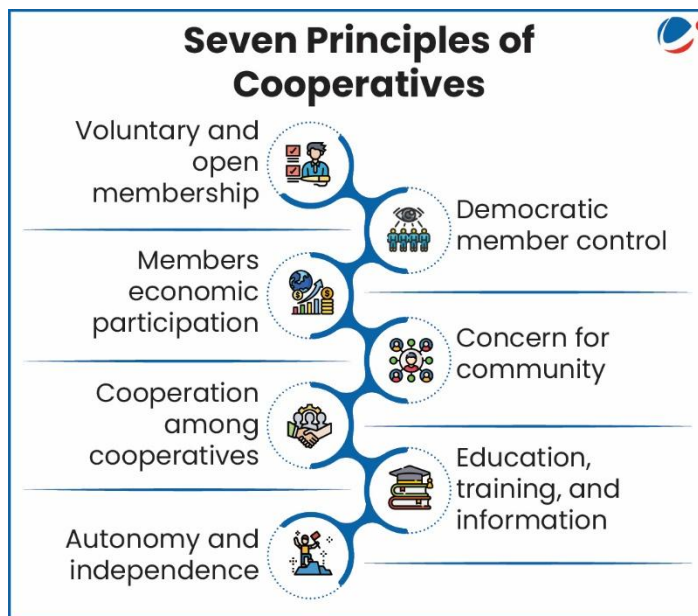 Seven Principles of
Cooperatives
Voluntary and
open
membership
Democratic
member control
Members
economic
participation
Concern for
community
Cooperation
among
cooperatives
Education,
training, and
information
Autonomy and
independence